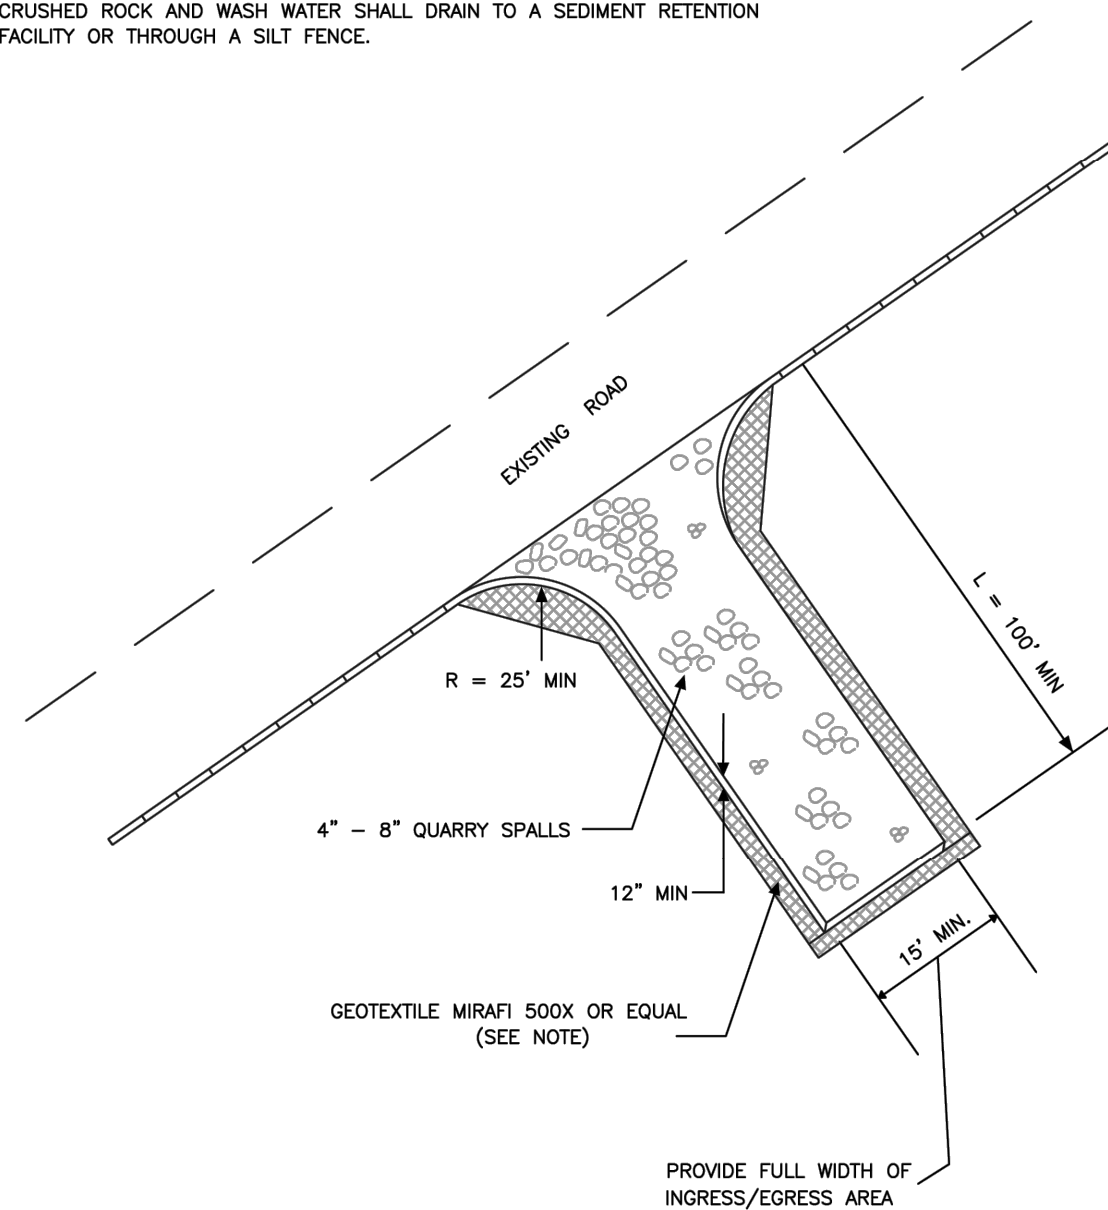 CRUSHED ROCK AND WASH WATER SHALL DRAIN TO A SEDIMENT RETENTION
FACILITY OR THROUGH A SILT FENCE.
EXISTING ROAD
L = 100' MIN
R = 25' MIN
4" – 8" QUARRY SPALLS
12" MIN
15' MIN.
GEOTEXTILE MIRAFI 500X OR EQUAL
(SEE NOTE)
PROVIDE FULL WIDTH OF
INGRESS/EGRESS AREA